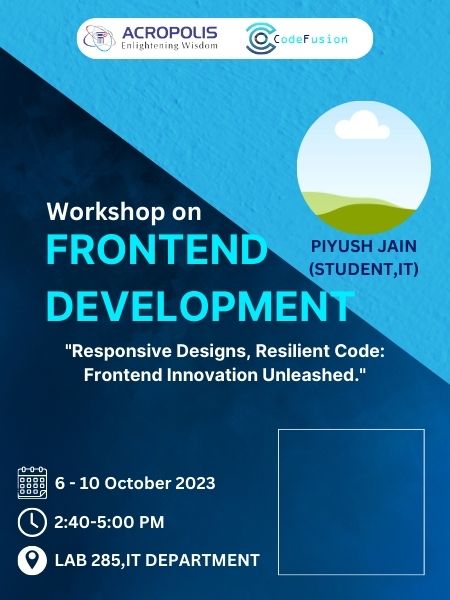 ACROPOLIS
Enlightening Wisdom
CodeFusion
PIYUSH JAIN
(STUDENT,IT)
Workshop on
FRONTEND
DEVELOPMENT
"Responsive Designs, Resilient Code:
Frontend Innovation Unleashed."
6 - 10 October 2023
2:40-5:00 PM
LAB 285,IT DEPARTMENT